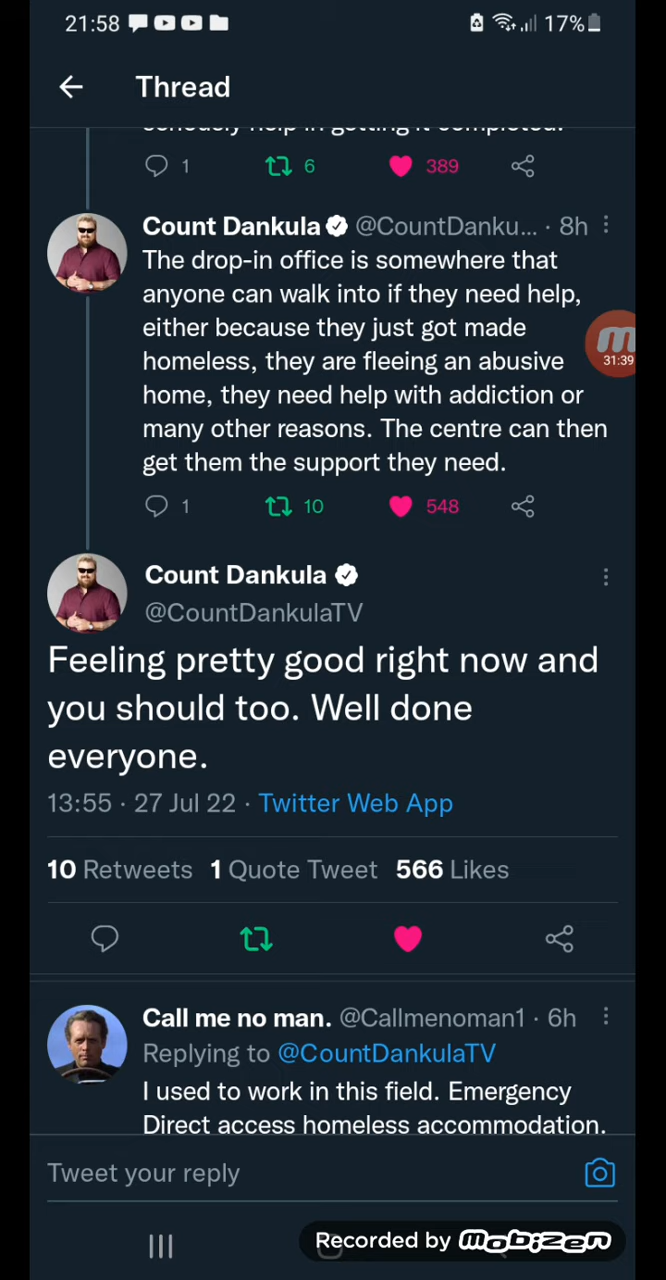 21:58 17%
Thread
seriously help in getting it completed.
1 6 389
Count Dankula @CountDanku... · 8h
The drop-in office is somewhere that
anyone can walk into if they need help,
either because they just got made
homeless, they are fleeing an abusive
home, they need help with addiction or
many other reasons. The centre can then
get them the support they need.
31:39
1 10 548
Count Dankula
@CountDankulaTV
Feeling pretty good right now and
you should too. Well done
everyone.
13:55 · 27 Jul 22 · Twitter Web App
10 Retweets 1 Quote Tweet 566 Likes
Call me no man. @Callmenoman1 · 6h
Replying to @CountDankulaTV
I used to work in this field. Emergency
Direct access homeless accommodation.
Tweet your reply
Recorded by mobizen